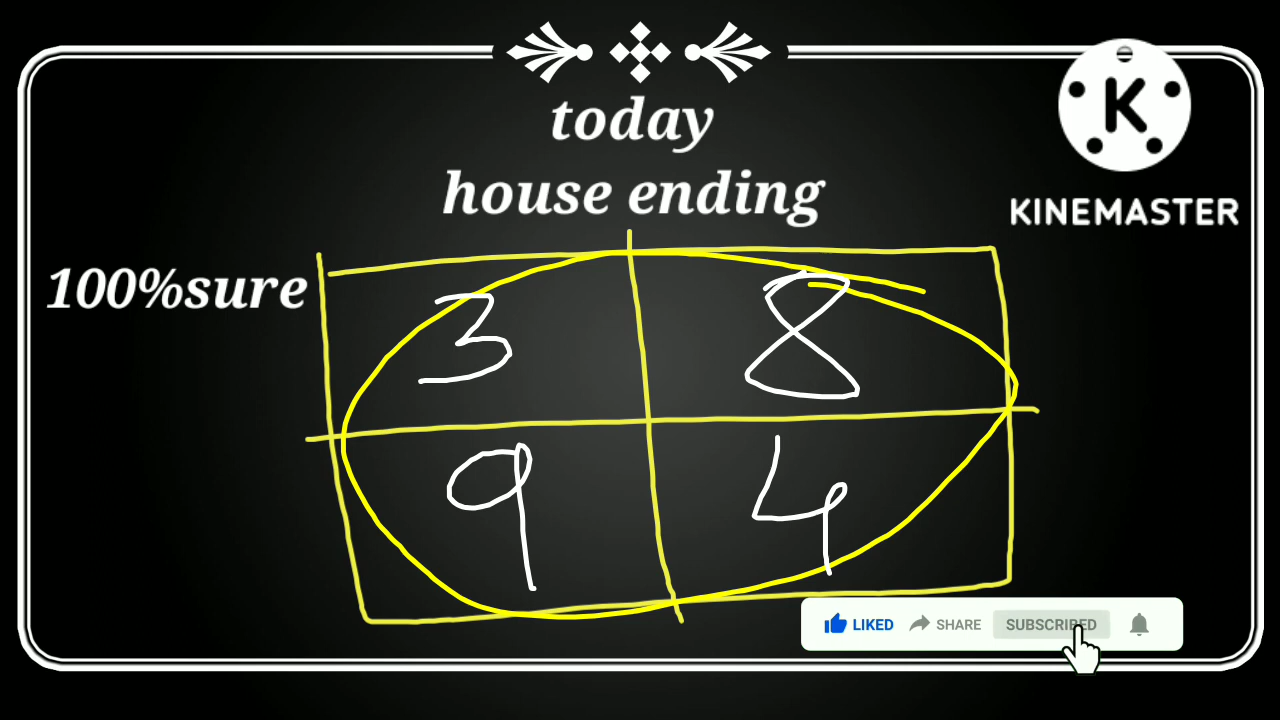 today
house ending
K
KINEMASTER
100%sure
3 8
9 4
LIKED SHARE SUBSCRIBED